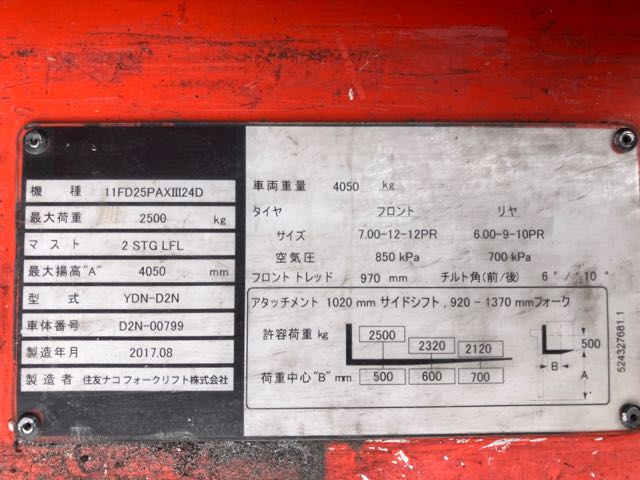 機 種 11FD25PAXⅢ24D
最大荷重 2500 kg
マスト 2 STG LFL
最大揚高"A" 4050 mm
型 式 YDN-D2N
車体番号 D2N-00799
製造年月 2017.08
製造者 住友ナコフォークリフト株式会社
車両重量 4050 kg
タイヤ フロント リヤ
サイズ 7.00-12-12PR 6.00-9-10PR
空気圧 850 kPa 700 kPa
フロントトレッド 970 mm チルト角(前/後) 6°/10°
アタッチメント 1020 mm サイドシフト, 920-1370mmフォーク
許容荷重 kg 2500 2320 2120
荷重中心"B" mm 500 600 700
500
B
A
524327681.1